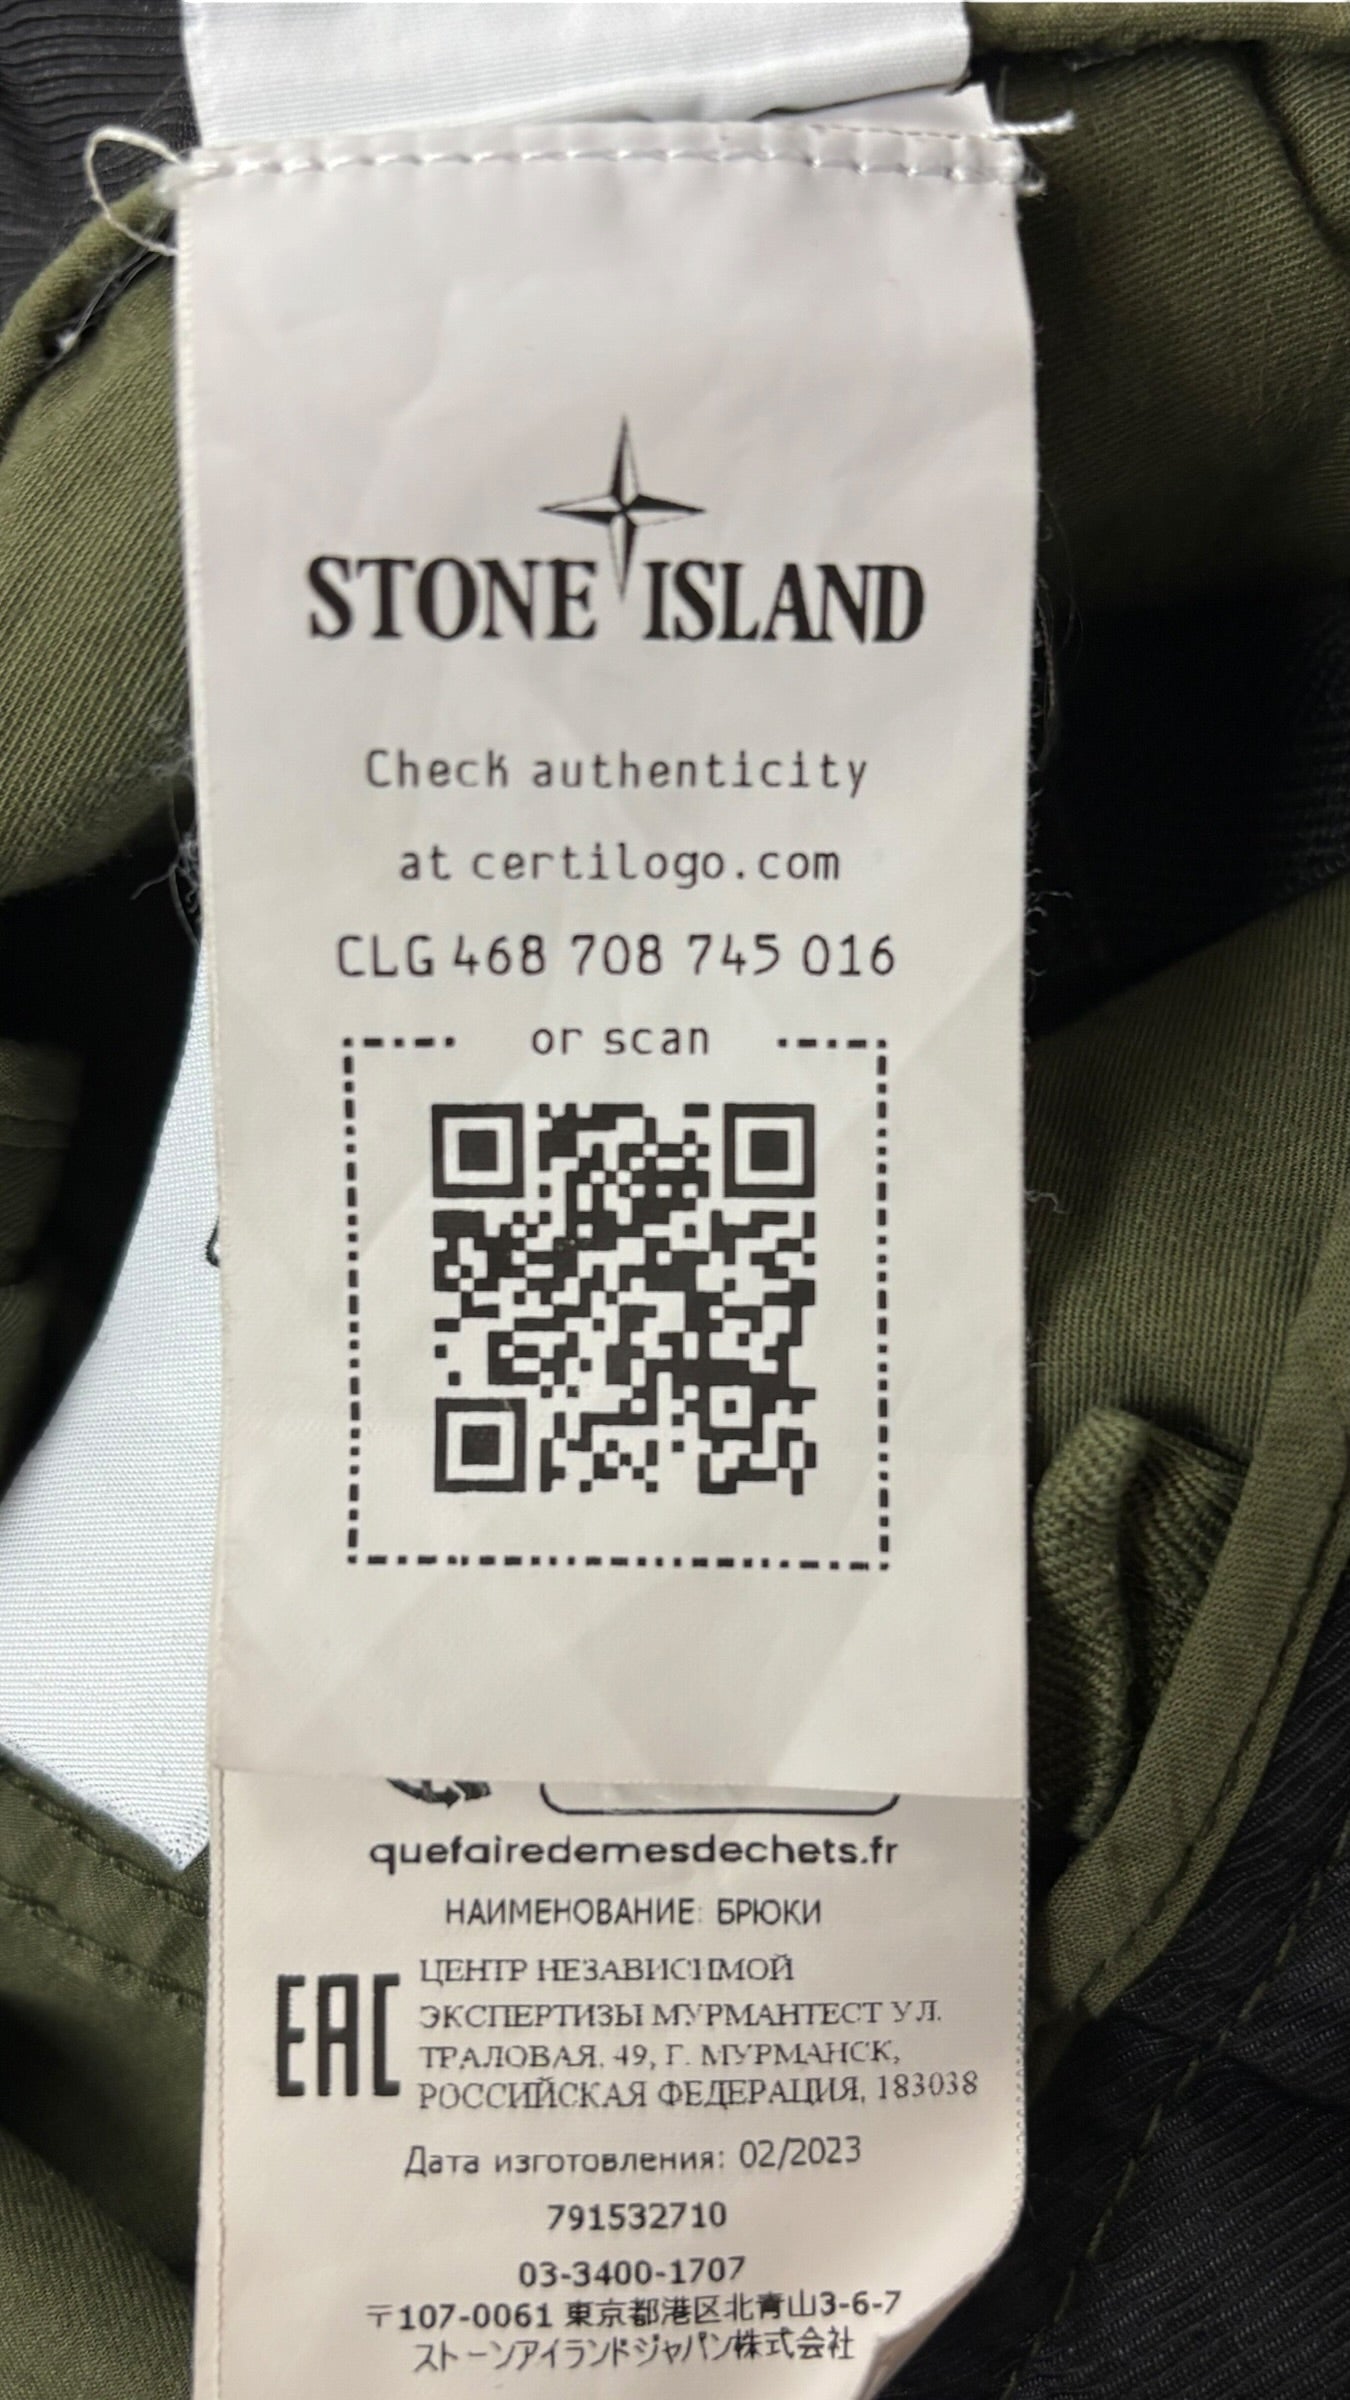 STONE ISLAND
Check authenticity
at certilogo.com
CLG 468 708 745 016
or scan
quefairedemesdechets.fr
НАИМЕНОВАНИЕ: БРЮКИ
EAC
ЦЕНТР НЕЗАВИСИМОЙ
ЭКСПЕРТИЗЫ МУРМАНТЕСТ УЛ.
ТРАЛОВАЯ, 49, Г. МУРМАНСК,
РОССИЙСКАЯ ФЕДЕРАЦИЯ, 183038
Дата изготовления: 02/2023
791532710
03-3400-1707
〒107-0061 東京都港区北青山3-6-7
ストーンアイランドジャパン株式会社